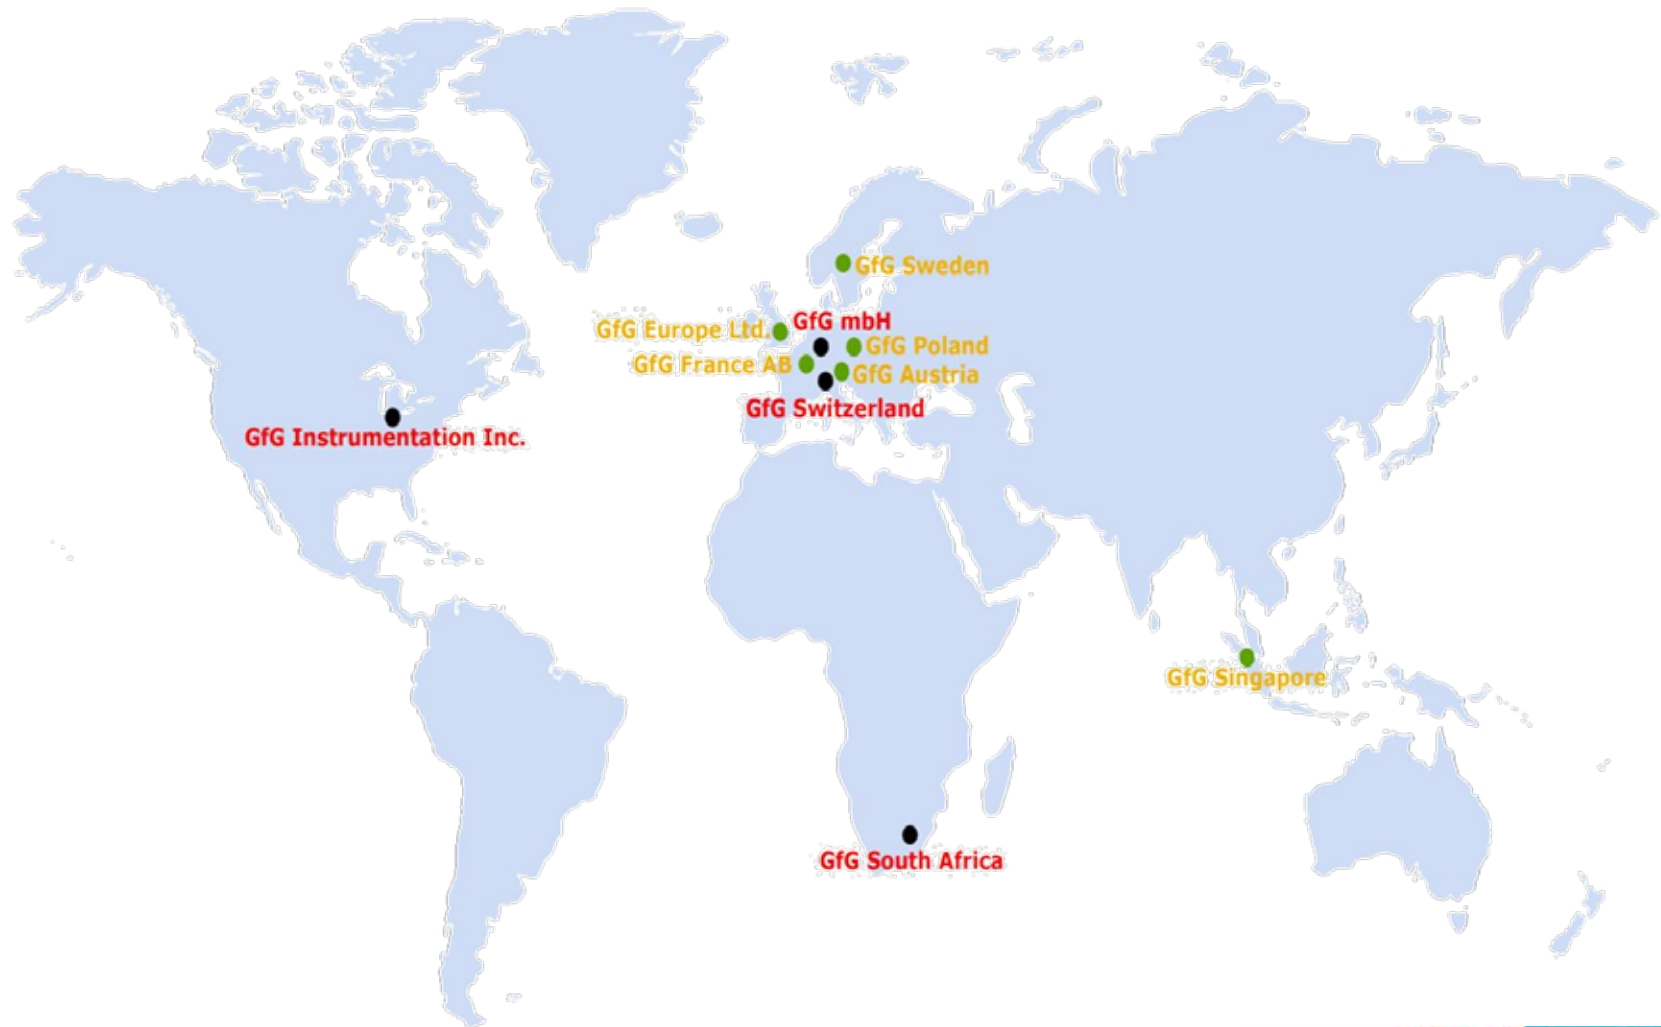 GfG Sweden
GfG mbH
GfG Europe Ltd.
GfG Poland
GfG France AB
GfG Austria
GfG Switzerland
GfG Instrumentation Inc.
GfG Singapore
GfG South Africa